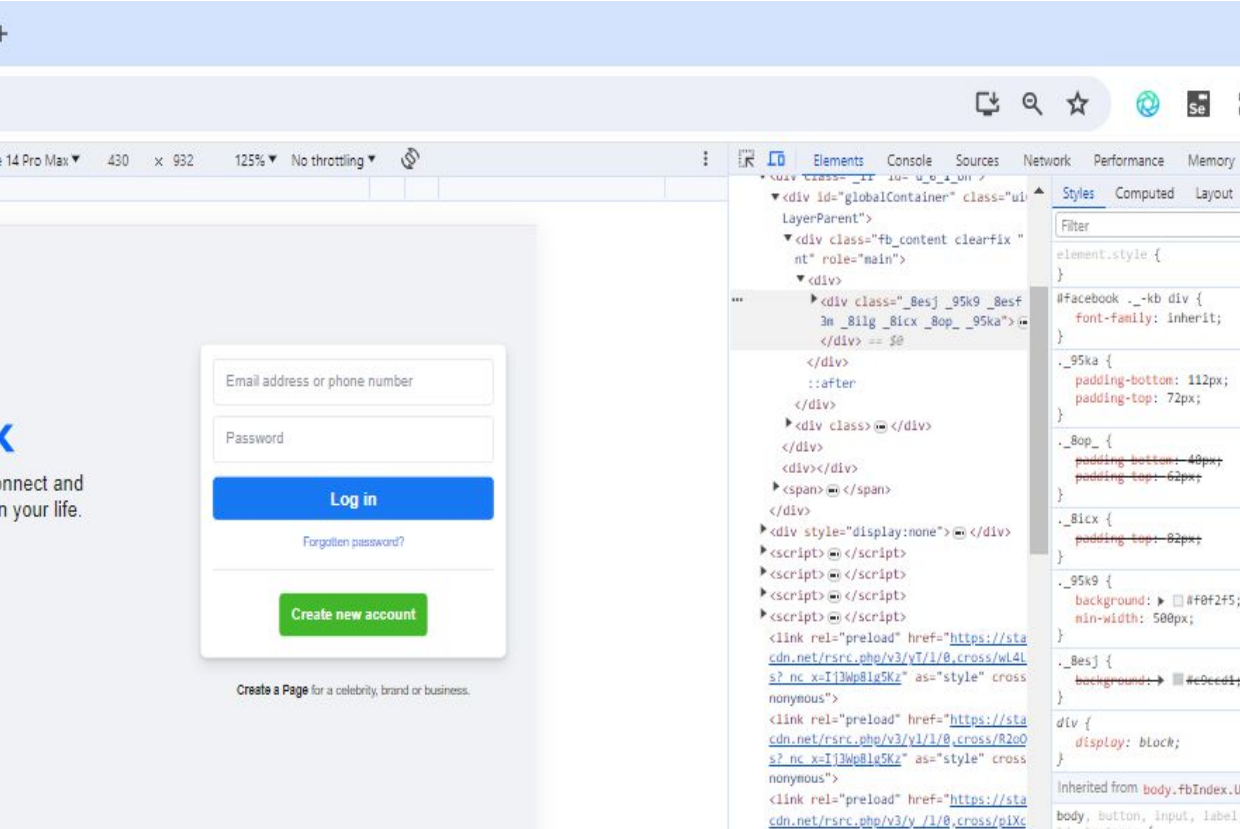 Se
14 Pro Max ▼ 430 x 932 125% ▼ No throttling ▼
Elements Console Sources Network Performance Memory
<div id="globalContainer" class="ui
LayerParent">
<div class="fb_content clearfix "
nt" role="main">
<div>
<div class="_8esj _95k9 _8esf
3m _8ilg _8icx _8op_ _95ka">
</div> == $0
</div>
::after
</div>
<div class> </div>
</div>
<div></div>
<span> </span>
</div>
<div style="display:none"> </div>
<script> </script>
<script> </script>
<script> </script>
<script> </script>
<link rel="preload" href="https://sta
cdn.net/rsrc.php/v3/yT/l/0,cross/wL4L
s?_nc_x=Ij3Wp8lg5Kz" as="style" cross
nonymous">
<link rel="preload" href="https://sta
cdn.net/rsrc.php/v3/yl/l/0,cross/R2oO
s?_nc_x=Ij3Wp8lg5Kz" as="style" cross
nonymous">
<link rel="preload" href="https://sta
cdn.net/rsrc.php/v3/y_/l/0,cross/piXc
Styles Computed Layout
Filter
element.style {
}
#facebook ._-kb div {
font-family: inherit;
}
._95ka {
padding-bottom: 112px;
padding-top: 72px;
}
._8op_ {
padding-bottom: 40px;
padding-top: 62px;
}
._8icx {
padding-top: 82px;
}
._95k9 {
background: #f0f2f5;
min-width: 500px;
}
._8esj {
background: #c9ccd1;
}
div {
display: block;
}
Inherited from body.fbIndex.U
body, button, input, label
k
onnect and
n your life.
Email address or phone number
Password
Log in
Forgotten password?
Create new account
Create a Page for a celebrity, brand or business.